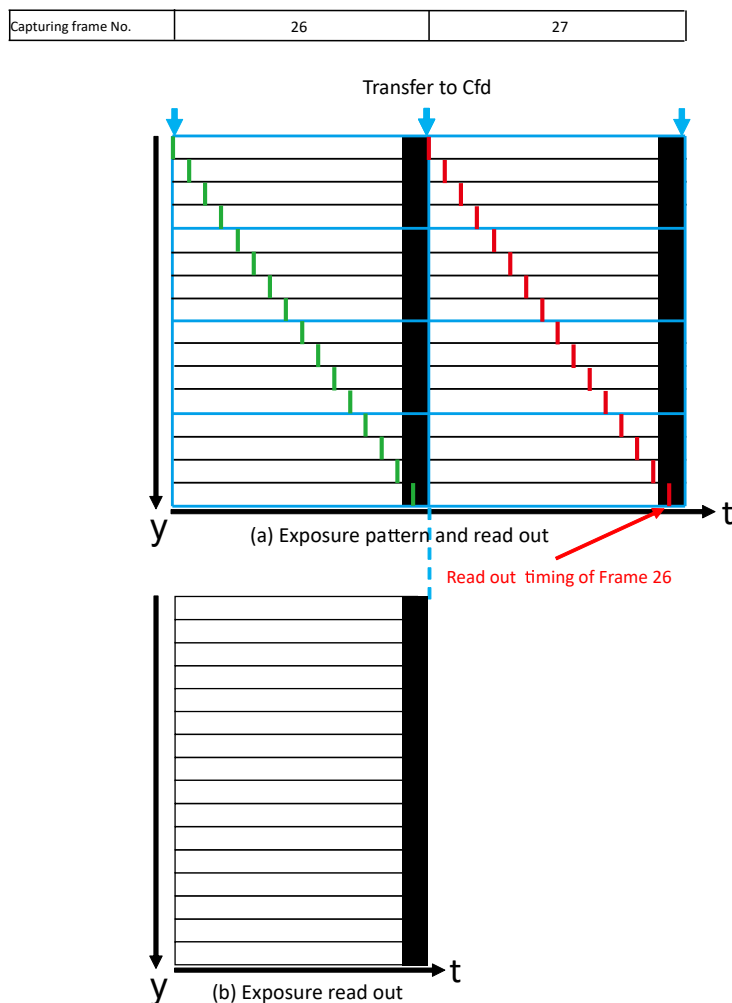 Capturing frame No. 26 27
Transfer to Cfd
y
t
(a) Exposure pattern and read out
Read out timing of Frame 26
y
t
(b) Exposure read out